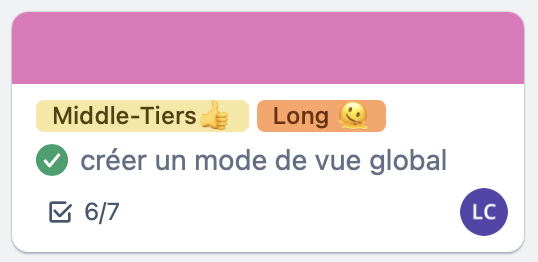 Middle-Tiers👍 Long 🫠
créer un mode de vue global
6/7 LC